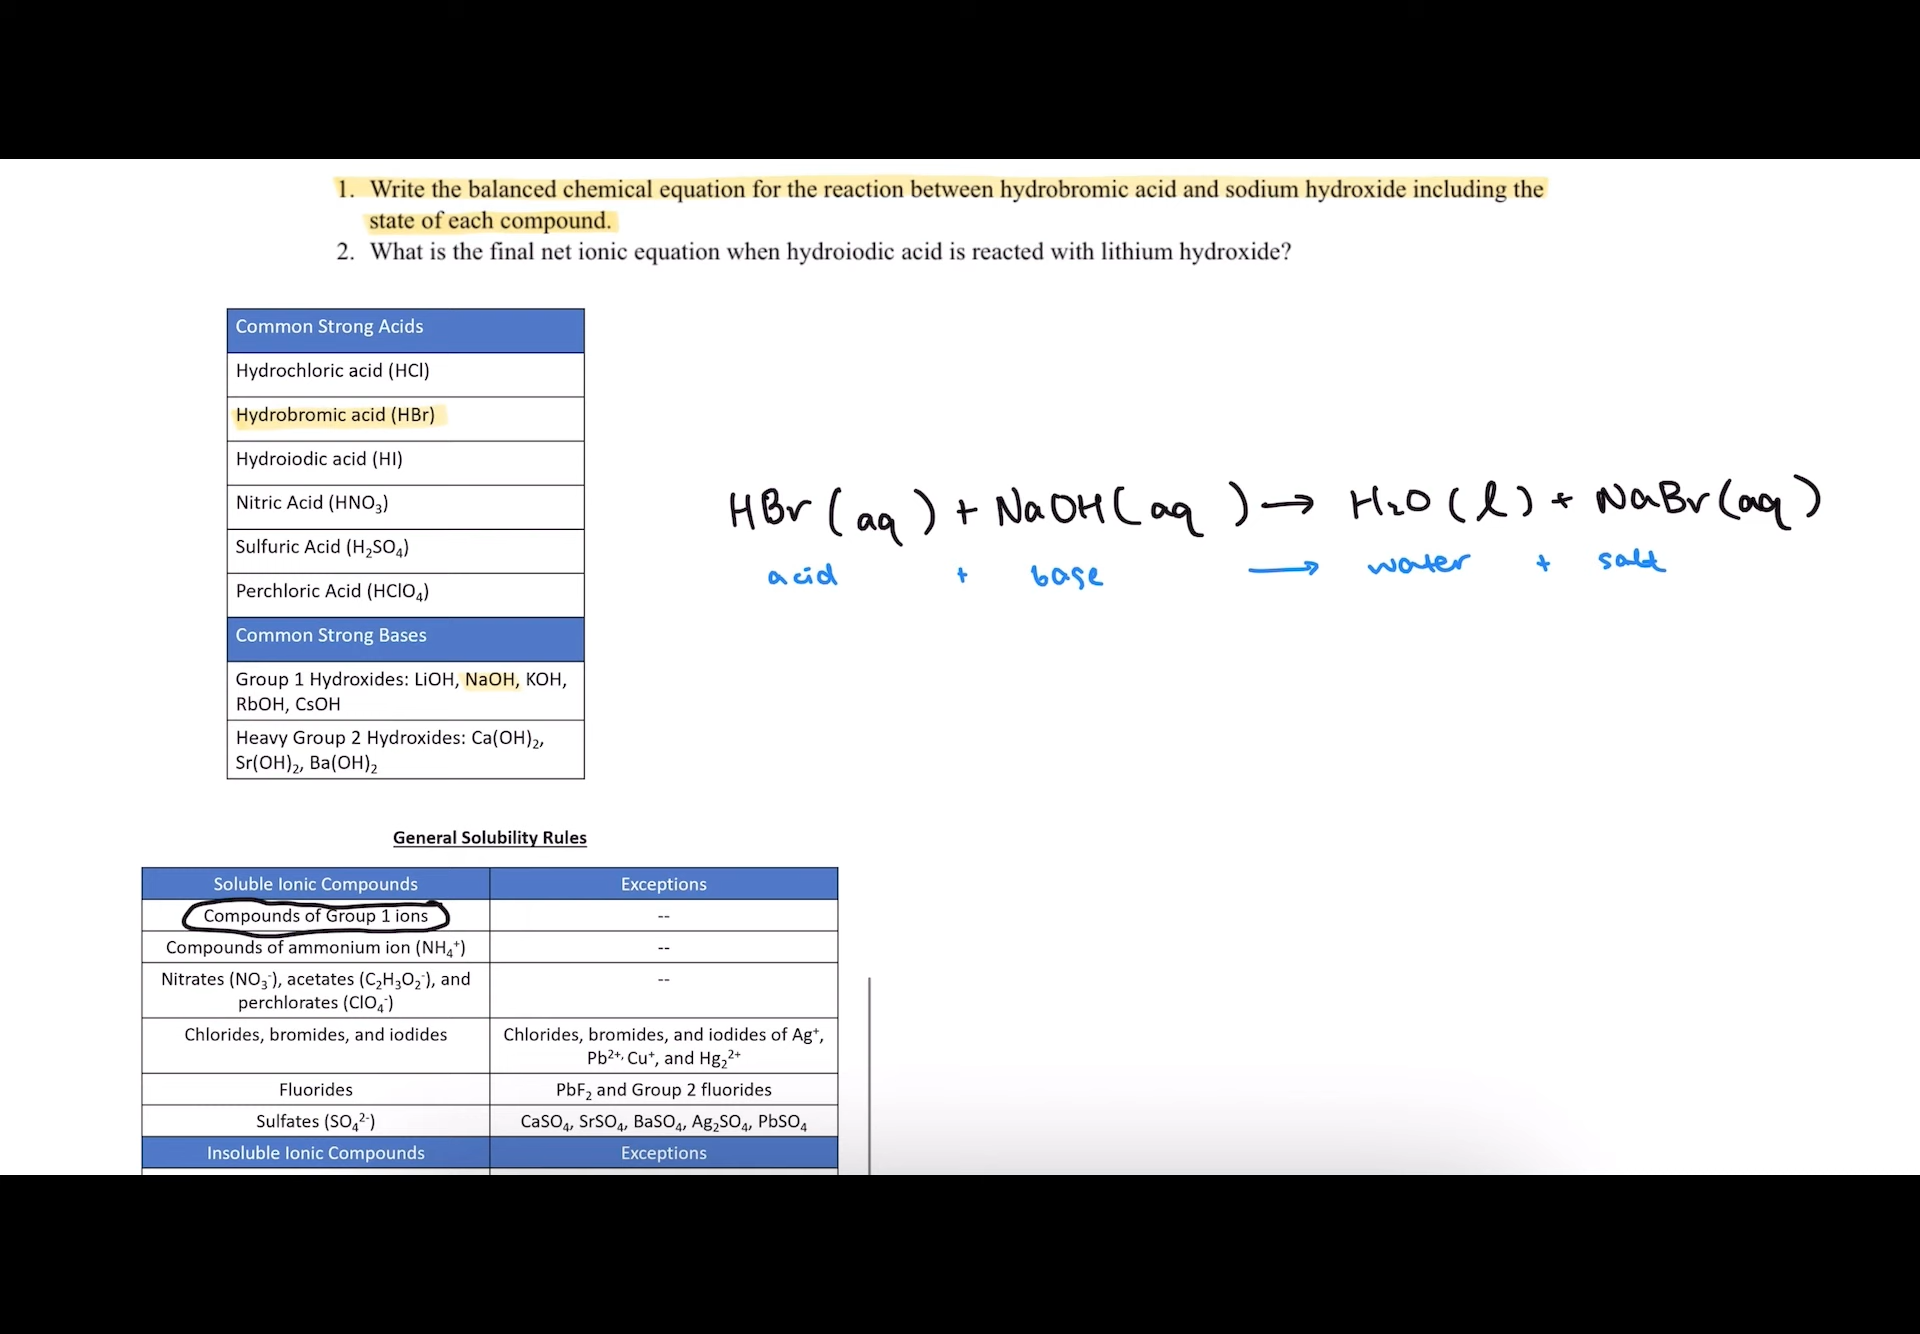 1. Write the balanced chemical equation for the reaction between hydrobromic acid and sodium hydroxide including the
state of each compound.
2. What is the final net ionic equation when hydroiodic acid is reacted with lithium hydroxide?
Common Strong Acids
Hydrochloric acid (HCl)
Hydrobromic acid (HBr)
Hydroiodic acid (HI)
Nitric Acid (HNO₃)
Sulfuric Acid (H₂SO₄)
Perchloric Acid (HClO₄)
Common Strong Bases
Group 1 Hydroxides: LiOH, NaOH, KOH,
RbOH, CsOH
Heavy Group 2 Hydroxides: Ca(OH)₂,
Sr(OH)₂, Ba(OH)₂
HBr (aq) + NaOH (aq) → H₂O (l) + NaBr (aq)
acid + base → water + salt
General Solubility Rules
Soluble Ionic Compounds Exceptions
Compounds of Group 1 ions --
Compounds of ammonium ion (NH₄⁺) --
Nitrates (NO₃⁻), acetates (C₂H₃O₂⁻), and --
perchlorates (ClO₄⁻)
Chlorides, bromides, and iodides Chlorides, bromides, and iodides of Ag⁺,
Pb²⁺, Cu⁺, and Hg₂²⁺
Fluorides PbF₂ and Group 2 fluorides
Sulfates (SO₄²⁻) CaSO₄, SrSO₄, BaSO₄, Ag₂SO₄, PbSO₄
Insoluble Ionic Compounds Exceptions